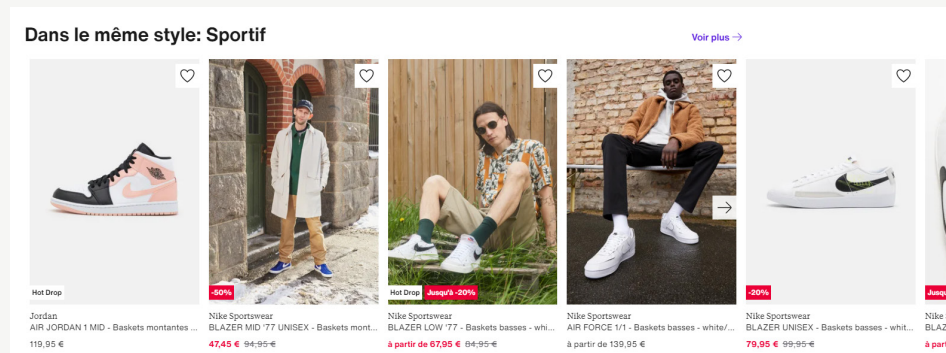 Dans le même style: Sportif
Voir plus
Hot Drop
-50%
Hot Drop
Jusqu'à -20%
-20%
Jordan
AIR JORDAN 1 MID - Baskets montantes ...
119,95 €
Nike Sportswear
BLAZER MID '77 UNISEX - Baskets mont...
47,45 € 94,95 €
Nike Sportswear
BLAZER LOW '77 - Baskets basses - whi...
à partir de 67,95 € 84,95 €
Nike Sportswear
AIR FORCE 1/1 - Baskets basses - white/...
à partir de 139,95 €
Nike Sportswear
BLAZER UNISEX - Baskets basses - whit...
79,95 € 99,95 €